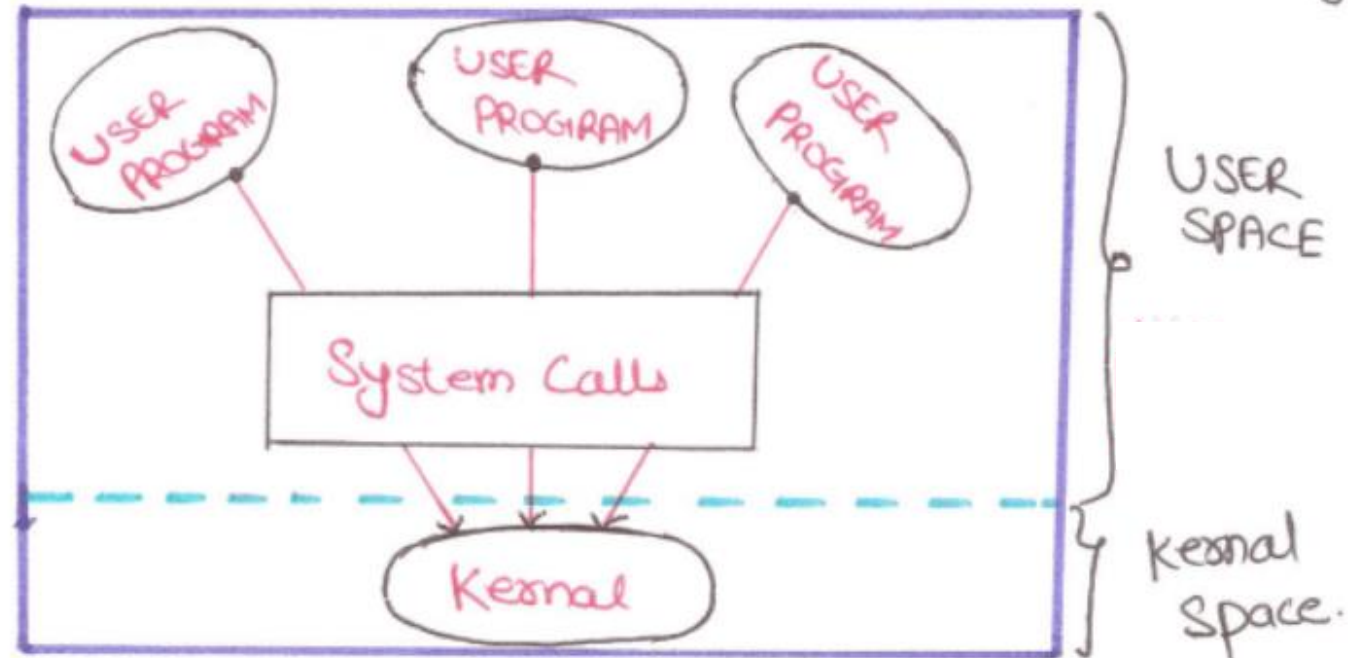 USER
PROGRAM
USER
PROGRAM
USER
PROGRAM
USER
SPACE
System Calls
Kernal
Kernal
Space.